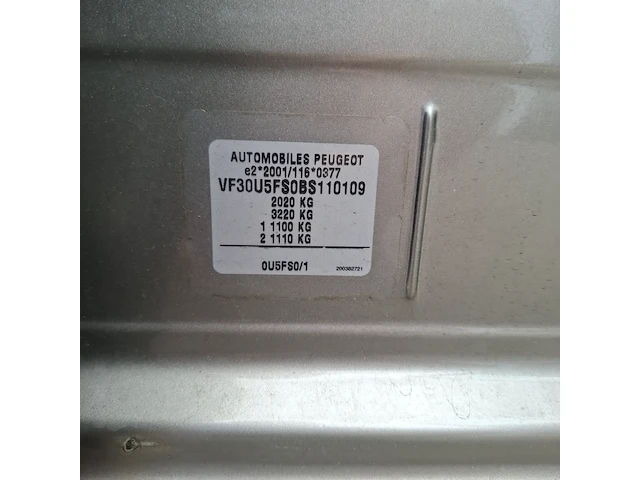 AUTOMOBILES PEUGEOT
e2*2001/116*0377
VF30U5FS0BS110109
2020 KG
3220 KG
1 1100 KG
2 1110 KG
0U5FS0/1
200382721